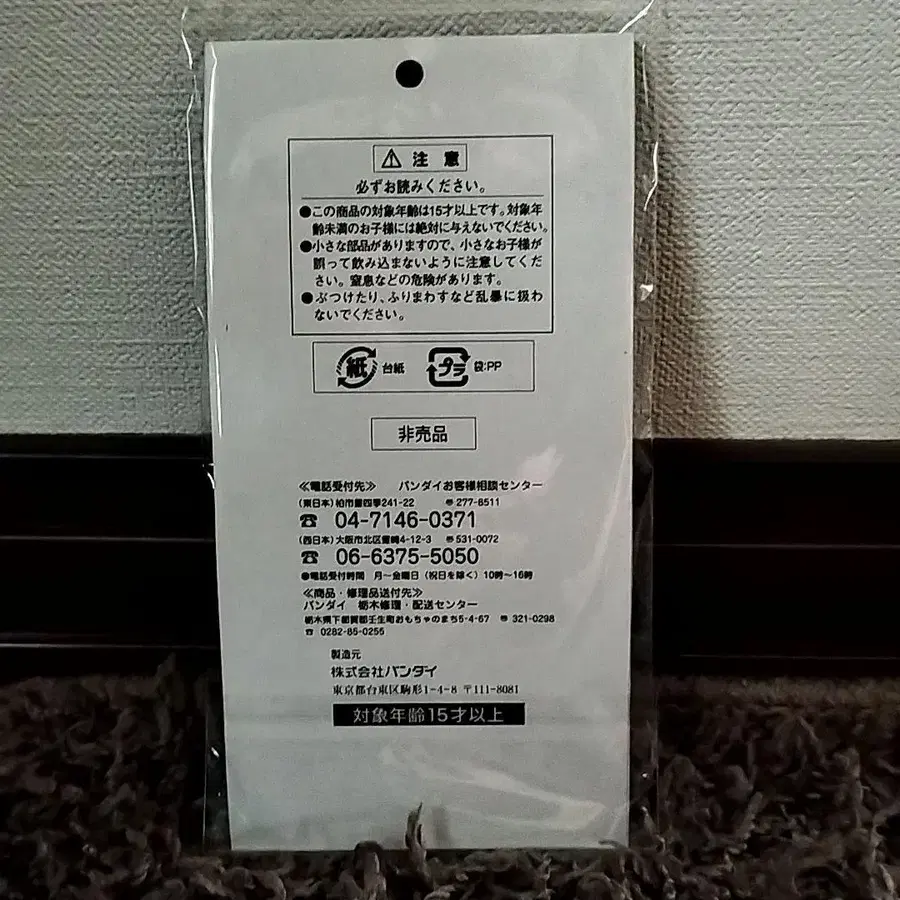 ⚠ 注意
必ずお読みください。
●この商品の対象年齢は15才以上です。対象年
齢未満のお子様には絶対に与えないでください。
●小さな部品がありますので、小さなお子様が
誤って飲み込まないように注意してくだ
さい。窒息などの危険があります。
●ぶつけたり、ふりまわすなど乱暴に扱わ
ないでください。
紙 台紙 プラ 袋:PP
非売品
≪電話受付先≫ バンダイお客様相談センター
(東日本)柏市豊四季241-22 〒277-8511
☎ 04-7146-0371
(西日本)大阪市北区豊崎4-12-3 〒531-0072
☎ 06-6375-5050
●電話受付時間 月〜金曜日(祝日を除く)10時〜16時
≪商品・修理品送付先≫
バンダイ 栃木修理・配送センター
栃木県下都賀郡壬生町おもちゃのまち5-4-67 〒321-0298
☎ 0282-85-0255
製造元
株式会社バンダイ
東京都台東区駒形1-4-8 〒111-8081
対象年齢15才以上